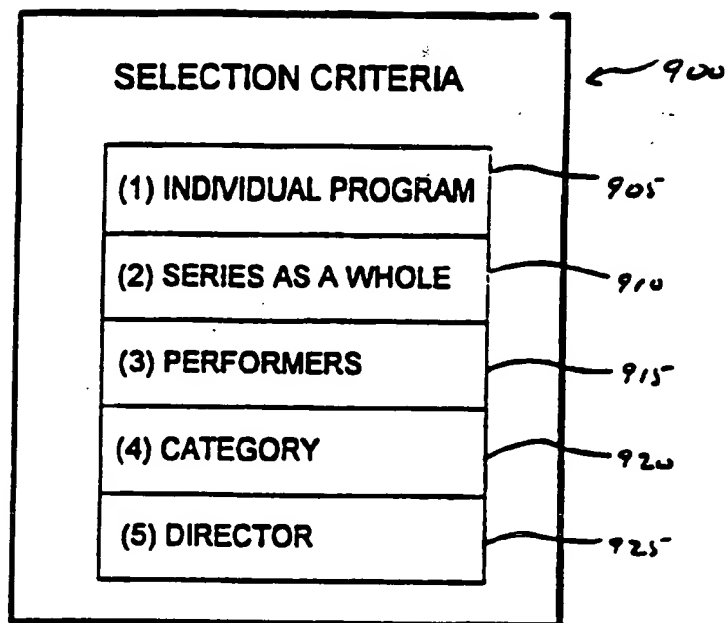 SELECTION CRITERIA
900
(1) INDIVIDUAL PROGRAM
905
(2) SERIES AS A WHOLE
910
(3) PERFORMERS
915
(4) CATEGORY
920
(5) DIRECTOR
925